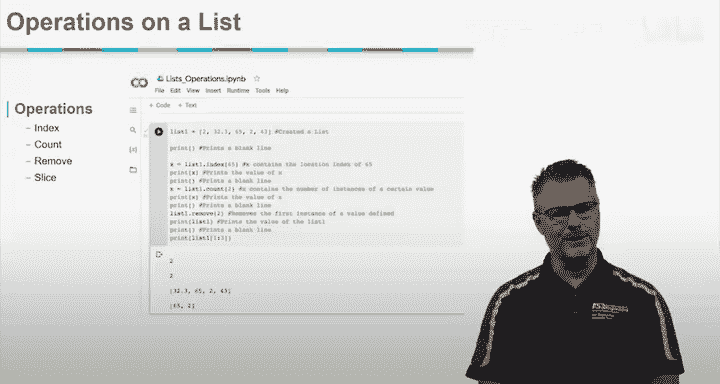 Operations on a List
Operations
– Index
– Count
– Remove
– Slice
Lists_Operations.ipynb
File Edit View Insert Runtime Tools Help
+ Code + Text
list1 = [2, 32.3, 65, 2, 43] #Created a List
print() #Prints a blank line
x = list1.index(65) #x contains the location index of 65
print(x) #Prints the value of x
print() #Prints a blank line
x = list1.count(2) #x contains the number of instances of a certain value
print(x) #Prints the value of x
print() #Prints a blank line
list1.remove(2) #Removes the first instance of a value defined
print(list1) #Prints the value of the list1
print() #Prints a blank line
print(list1[1:3])
2
2
[32.3, 65, 2, 43]
[65, 2]